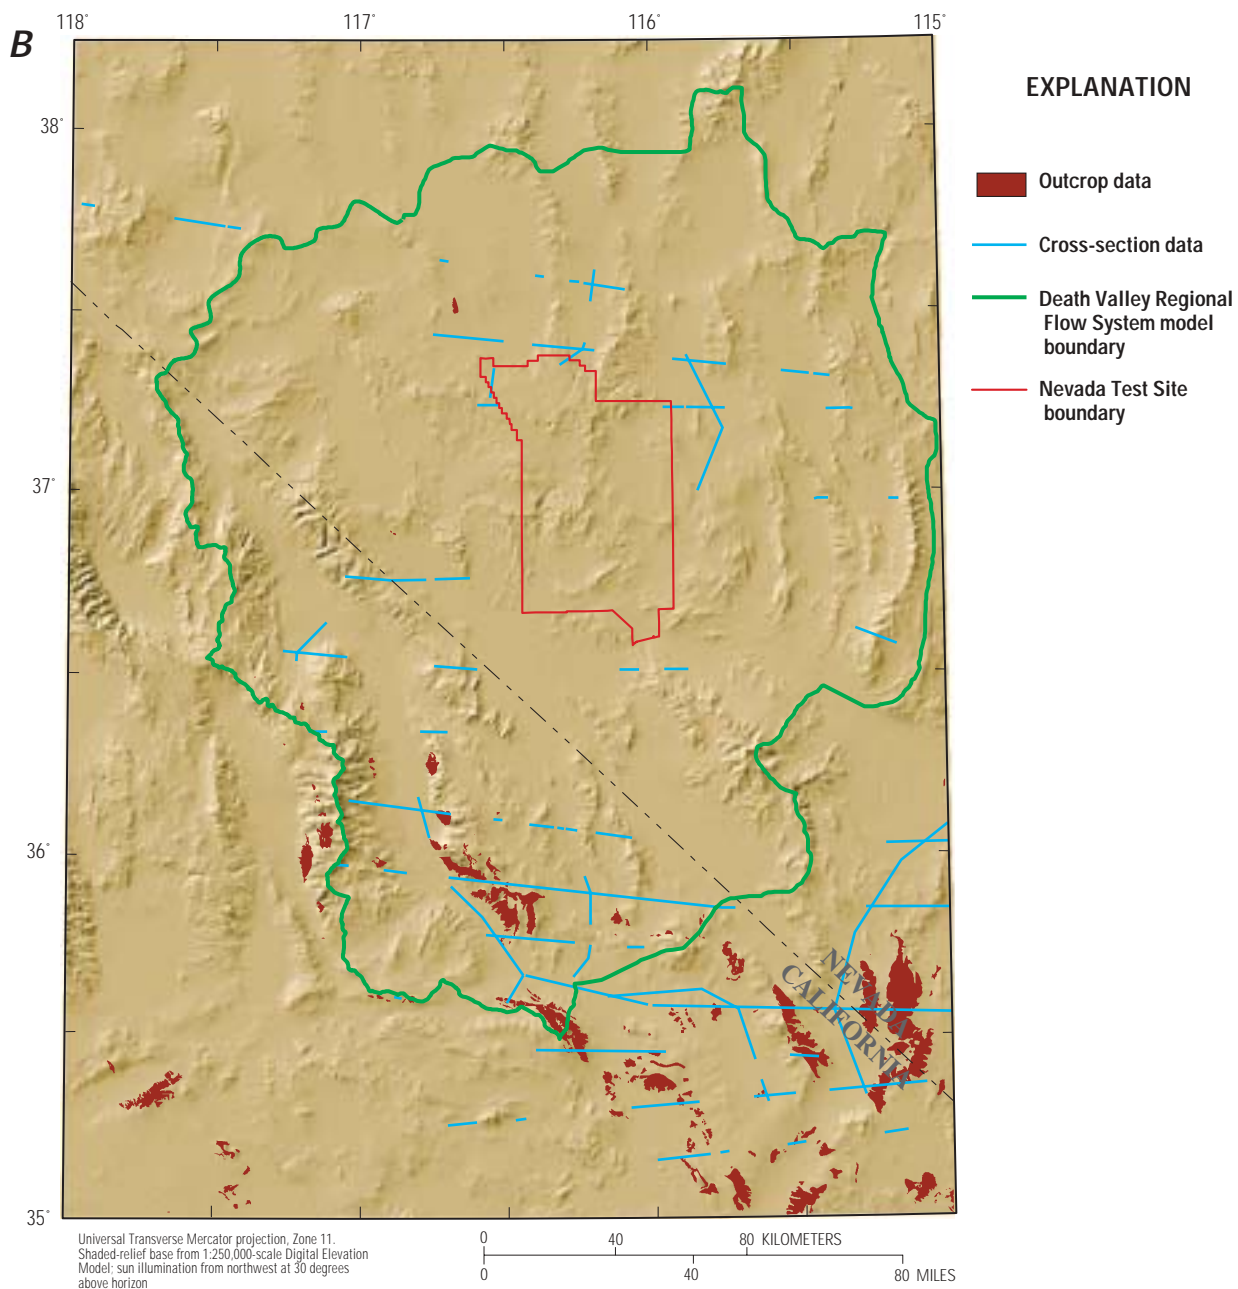 B
118°
117°
116°
115°
38°
37°
36°
35°
EXPLANATION
Outcrop data
Cross-section data
Death Valley Regional
Flow System model
boundary
Nevada Test Site
boundary
NEVADA
CALIFORNIA
Universal Transverse Mercator projection, Zone 11.
Shaded-relief base from 1:250,000-scale Digital Elevation
Model; sun illumination from northwest at 30 degrees
above horizon
0 40 80 KILOMETERS
0 40 80 MILES